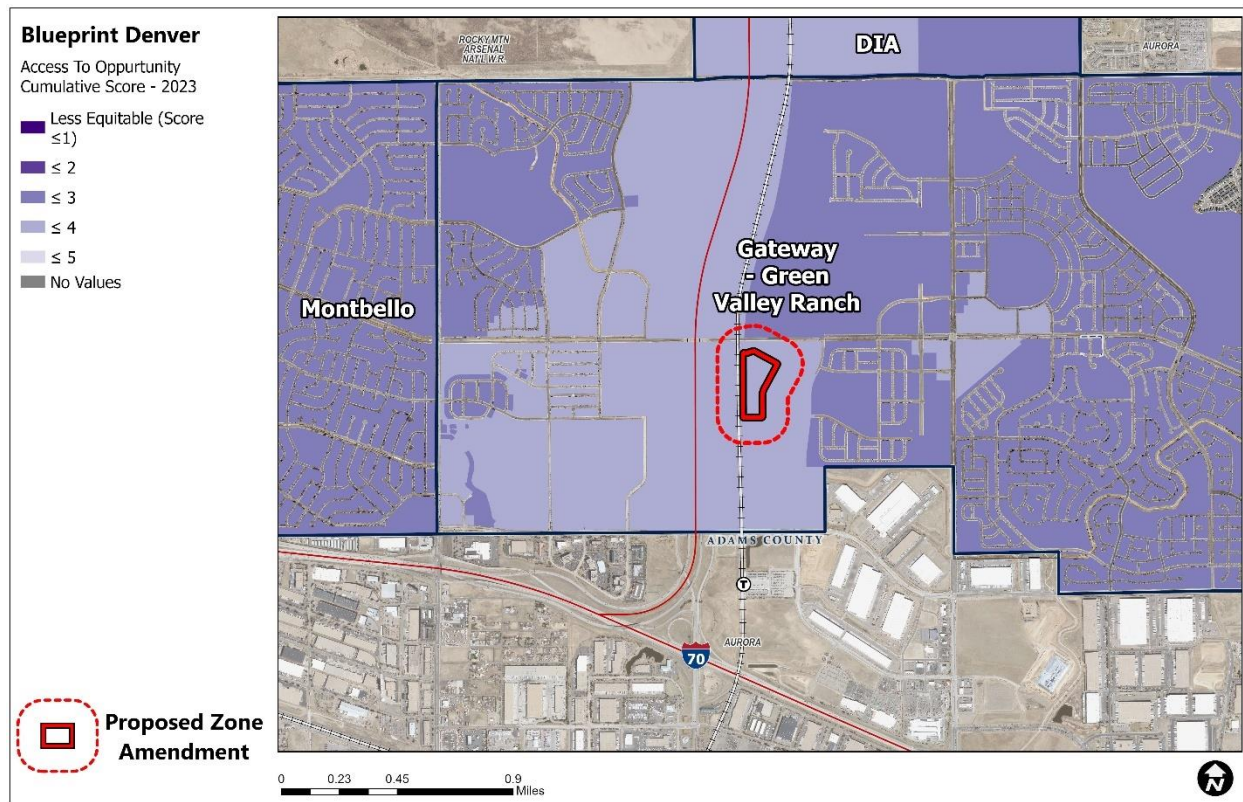 Blueprint Denver
Access To Oppurtunity
Cumulative Score - 2023
Less Equitable (Score
≤1)
≤ 2
≤ 3
≤ 4
≤ 5
No Values
ROCKY MTN
ARSENAL
NAT'L W.R.
DIA
AURORA
Montbello
Gateway
- Green
Valley Ranch
ADAMS COUNTY
T
AURORA
70
Proposed Zone
Amendment
0 0.23 0.45 0.9
Miles
N